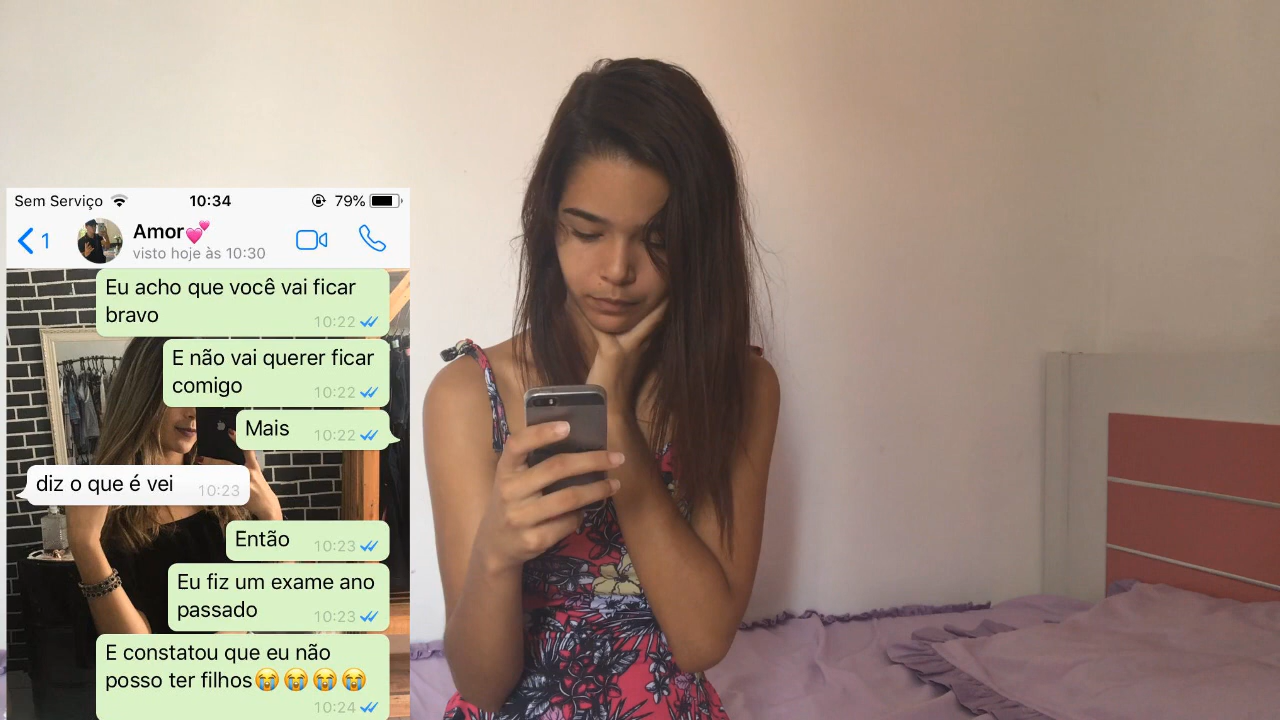 Sem Serviço 10:34 79%
1 Amor💕
visto hoje às 10:30
Eu acho que você vai ficar
bravo 10:22
E não vai querer ficar
comigo 10:22
Mais 10:22
diz o que é vei 10:23
Então 10:23
Eu fiz um exame ano
passado 10:23
E constatou que eu não
posso ter filhos😭😭😭😭
10:24